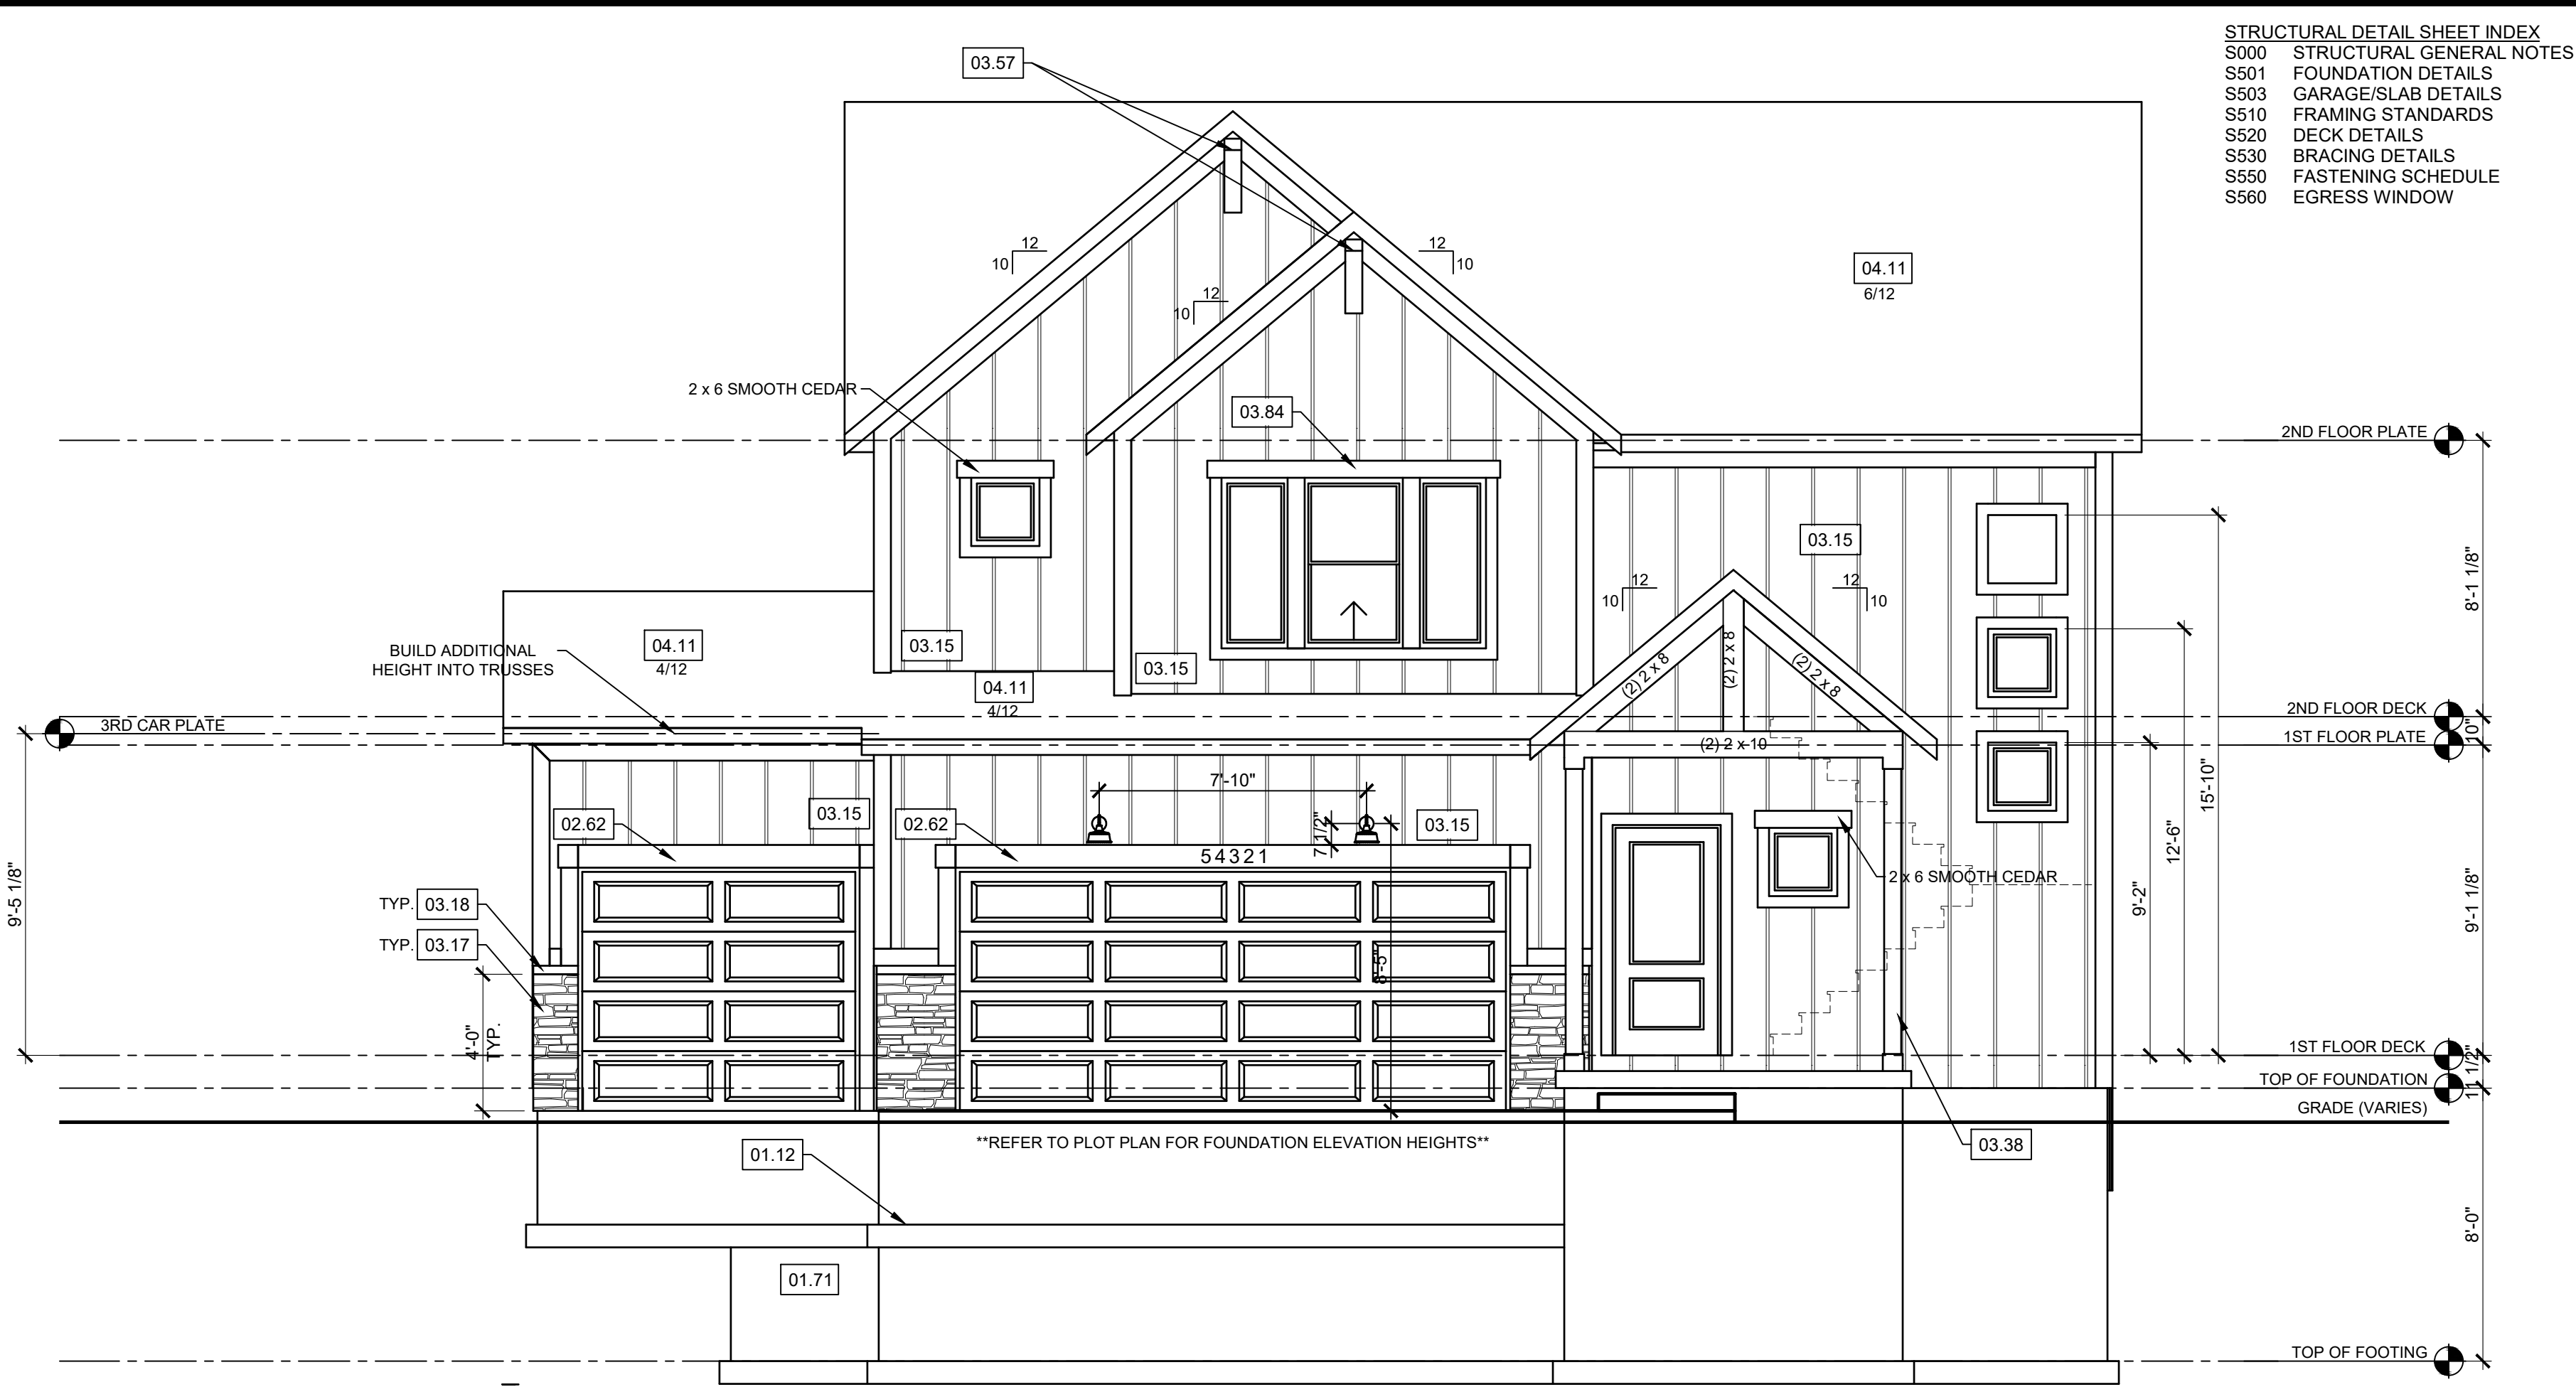 STRUCTURAL DETAIL SHEET INDEX
S000 STRUCTURAL GENERAL NOTES
S501 FOUNDATION DETAILS
S503 GARAGE/SLAB DETAILS
S510 FRAMING STANDARDS
S520 DECK DETAILS
S530 BRACING DETAILS
S550 FASTENING SCHEDULE
S560 EGRESS WINDOW
03.57
12
10
12
10
12
10
04.11
6/12
2 x 6 SMOOTH CEDAR
03.84
2ND FLOOR PLATE
03.15
8'-1 1/8"
12
10
12
10
BUILD ADDITIONAL
HEIGHT INTO TRUSSES
04.11
4/12
03.15
03.15
04.11
4/12
(2) 2 x 8
(2) 2 x 8
(2) 2 x 8
2ND FLOOR DECK
10"
3RD CAR PLATE
1ST FLOOR PLATE
(2) 2 x 10
7'-10"
15'-10"
12'-6"
9'-2"
9'-1 1/8"
02.62
03.15
02.62
7 1/2"
03.15
54321
2 x 6 SMOOTH CEDAR
9'-5 1/8"
TYP. 03.18
TYP. 03.17
8'-5"
4'-0"
TYP.
1ST FLOOR DECK
11 1/2"
TOP OF FOUNDATION
GRADE (VARIES)
**REFER TO PLOT PLAN FOR FOUNDATION ELEVATION HEIGHTS**
01.12
03.38
8'-0"
01.71
TOP OF FOOTING